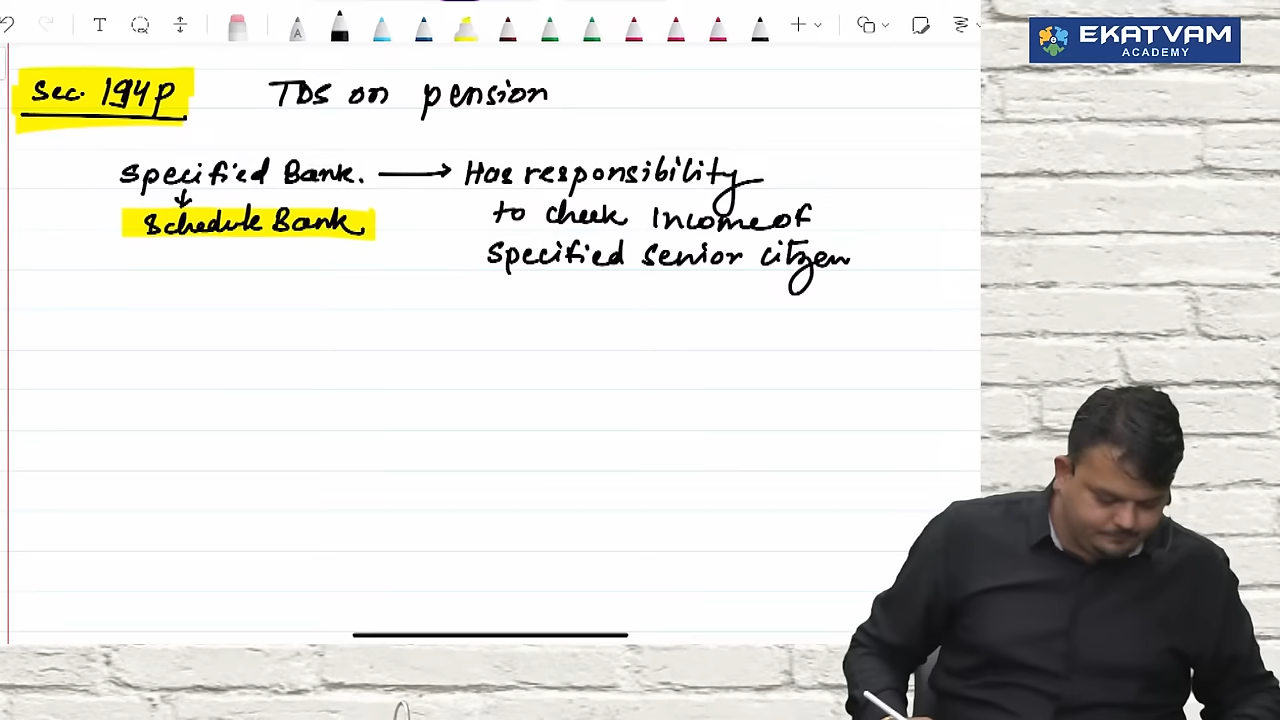 EKATVAM
ACADEMY
Sec. 194P TDS on pension
Specified Bank. → Has responsibility
Schedule Bank to check Income of
Specified senior citizen